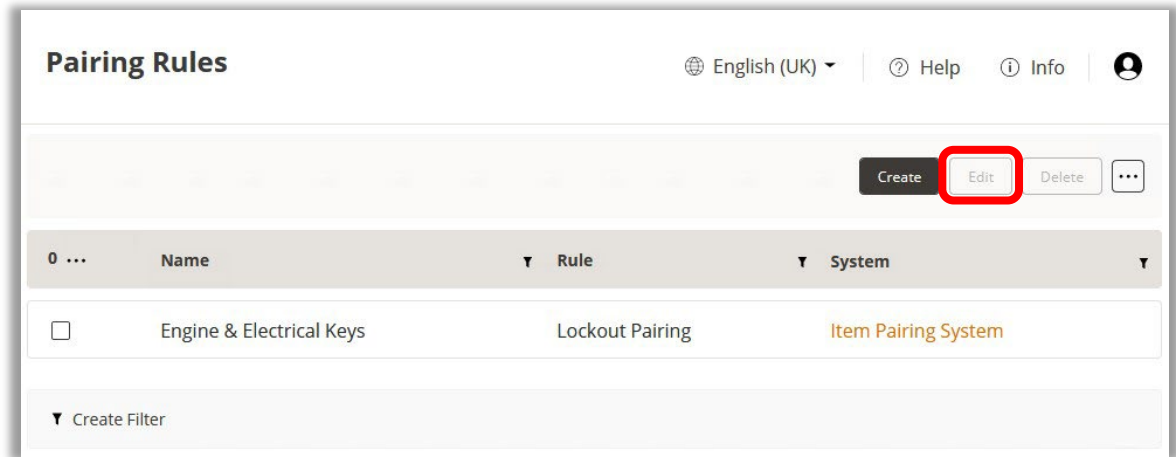 Pairing Rules English (UK) Help Info
Create Edit Delete ...
0 ... Name Rule System
Engine & Electrical Keys Lockout Pairing Item Pairing System
Create Filter